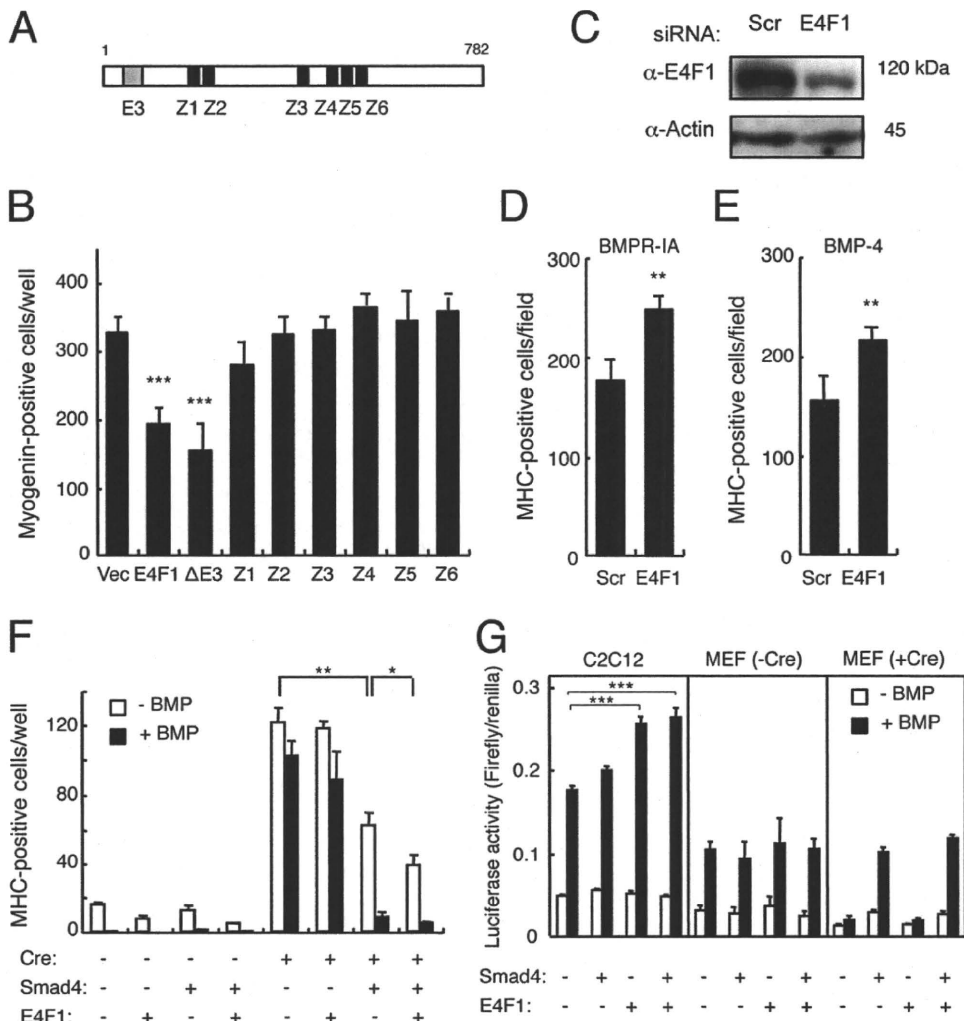 A
1 782
E3 Z1 Z2 Z3 Z4 Z5 Z6
C
siRNA: Scr E4F1
α-E4F1 120 kDa
α-Actin 45
B
Myogenin-positive cells/well
400
300
200
100
0
*** ***
Vec E4F1 ΔE3 Z1 Z2 Z3 Z4 Z5 Z6
D
BMPR-IA
MHC-positive cells/field
300
200
100
0
**
Scr E4F1
E
BMP-4
MHC-positive cells/field
300
200
100
0
**
Scr E4F1
F
MHC-positive cells/well
120
80
40
0
- BMP
+ BMP
** *
Cre: - - - - + + + +
Smad4: - - + + - - + +
E4F1: - + - + - + - +
G
C2C12 MEF (-Cre) MEF (+Cre)
Luciferase activity (Firefly/renilla)
0.3
0.2
0.1
0
***
***
- BMP
+ BMP
Smad4: - + - + - + - + - + - +
E4F1: - - + + - - + + - - + +